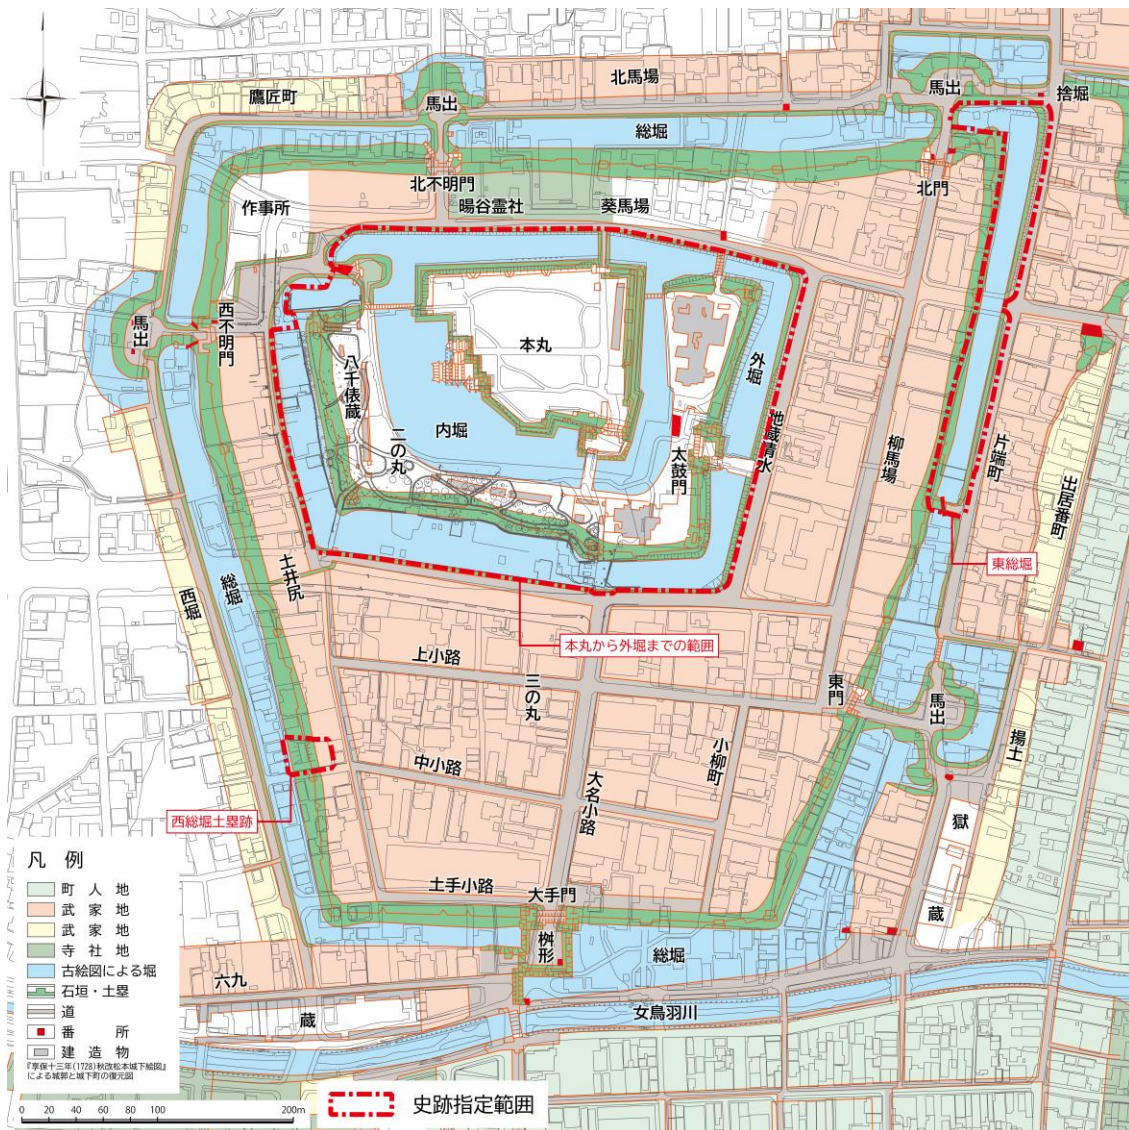 北馬場
鷹匠町
馬出
馬出
捨堀
総堀
北不明門
北門
作事所
暘谷霊社
葵馬場
馬出
西不明門
本丸
八千俵蔵
外堀
内堀
二の丸
太鼓門
地蔵清水
柳馬場
片端町
出居番町
東総堀
土井尻
総堀
西堀
本丸から外堀までの範囲
上小路
三の丸
東門
馬出
揚土
中小路
小柳町
大名小路
西総堀土塁跡
獄
蔵
土手小路
大手門
桝形
総堀
六九
蔵
女鳥羽川
凡 例
町 人 地
武 家 地
武 家 地
寺 社 地
古絵図による堀
石垣・土塁
道
番 所
建 造 物
『享保十三年(1728)秋改松本城下絵図』
による城郭と城下町の復元図
0 20 40 60 80 100 200m
史跡指定範囲